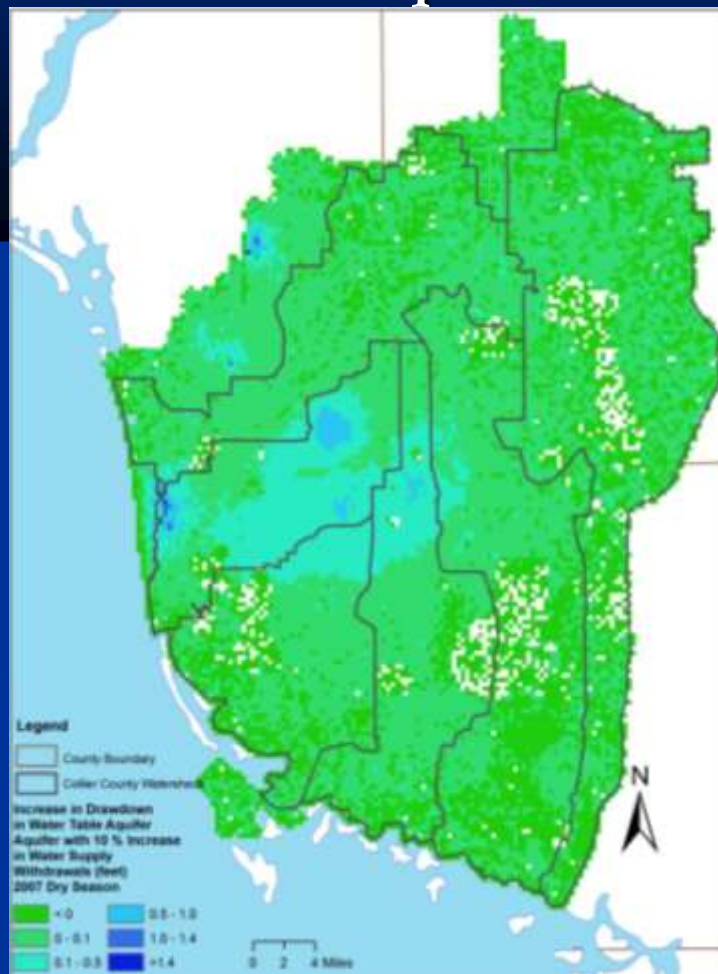 N
Legend
County Boundary
Collier County Watersheds
Increase in Drawdown
in Water Table Aquifer
Aquifer with 10 % Increase
in Water Supply
Withdrawals (feet)
2007 Dry Season
< 0 0.5 - 1.0
0 - 0.1 1.0 - 1.4
0.1 - 0.5 >1.4
0 2 4 Miles